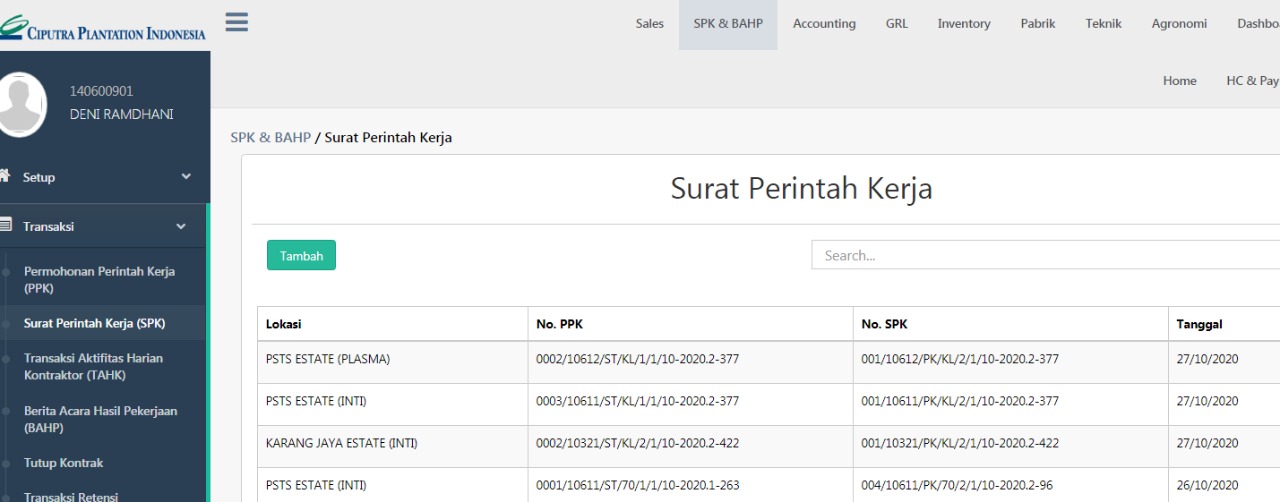 CIPUTRA PLANTATION INDONESIA
Sales SPK & BAHP Accounting GRL Inventory Pabrik Teknik Agronomi
Home HC & Pay
140600901
DENI RAMDHANI
SPK & BAHP / Surat Perintah Kerja
Setup
Transaksi
Permohonan Perintah Kerja
(PPK)
Surat Perintah Kerja (SPK)
Transaksi Aktifitas Harian
Kontraktor (TAHK)
Berita Acara Hasil Pekerjaan
(BAHP)
Tutup Kontrak
Transaksi Retensi
Surat Perintah Kerja
Tambah
Search...
Lokasi No. PPK No. SPK Tanggal
PSTS ESTATE (PLASMA) 0002/10612/ST/KL/1/1/10-2020.2-377 001/10612/PK/KL/2/1/10-2020.2-377 27/10/2020
PSTS ESTATE (INTI) 0003/10611/ST/KL/1/1/10-2020.2-377 001/10611/PK/KL/2/1/10-2020.2-377 27/10/2020
KARANG JAYA ESTATE (INTI) 0002/10321/ST/KL/2/1/10-2020.2-422 001/10321/PK/KL/2/1/10-2020.2-422 27/10/2020
PSTS ESTATE (INTI) 0001/10611/ST/70/1/1/10-2020.1-263 004/10611/PK/70/2/1/10-2020.2-96 26/10/2020